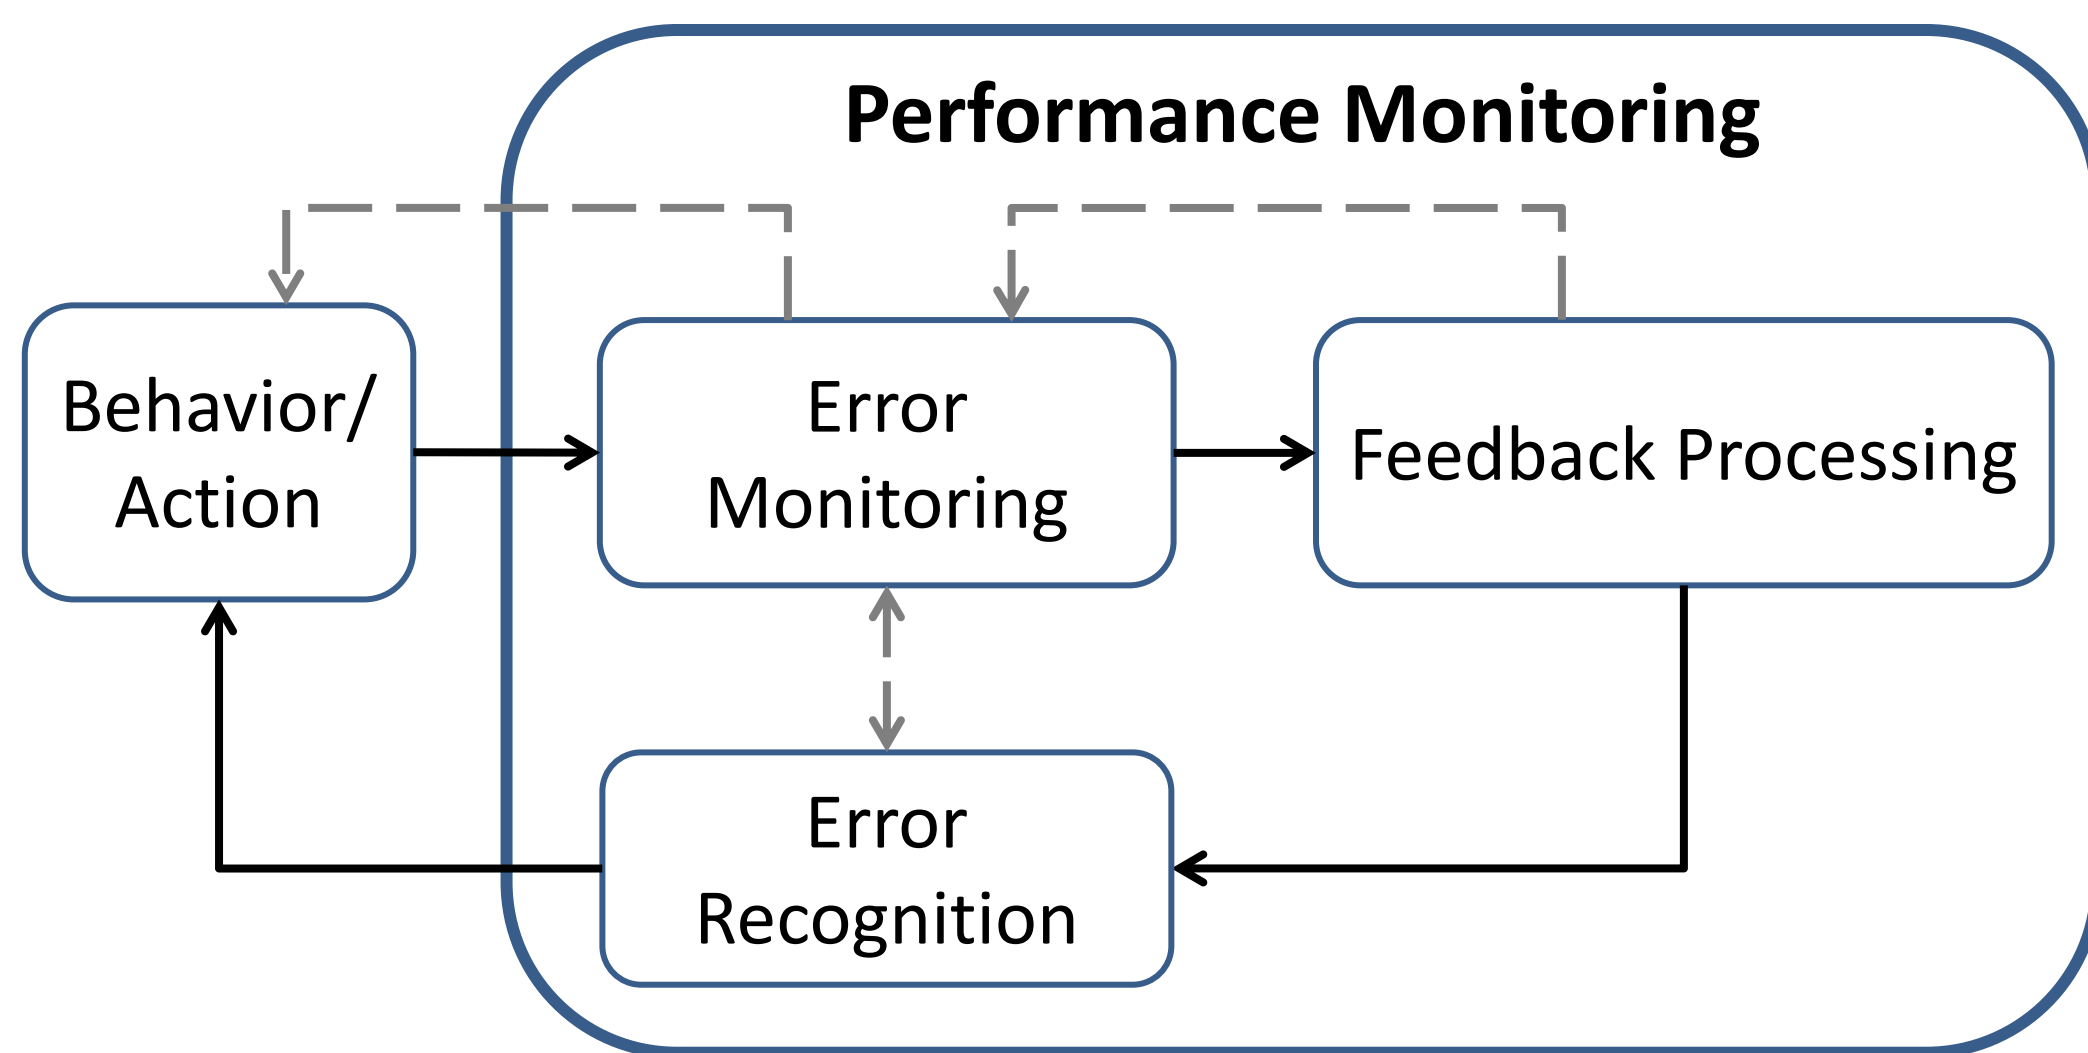 Performance Monitoring
Behavior/
Action
Error
Monitoring
Feedback Processing
Error
Recognition